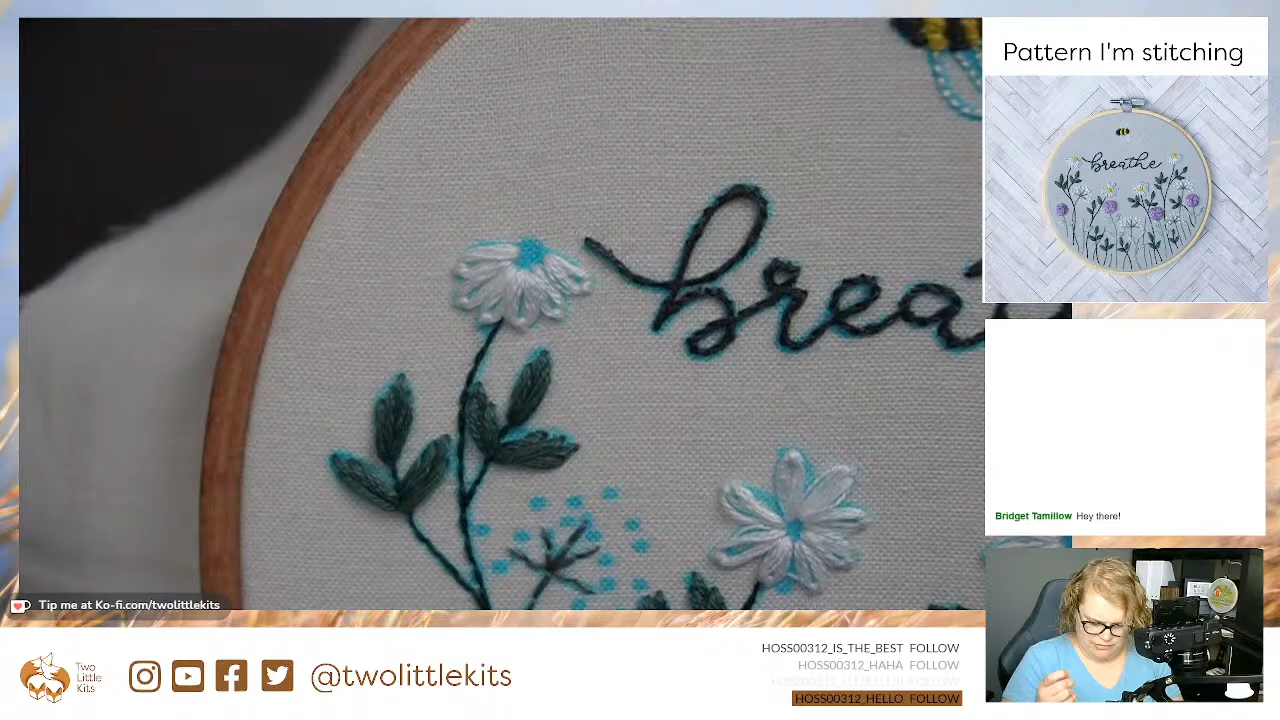 Pattern I'm stitching
breathe
brea
Bridget Tamillow Hey there!
Tip me at Ko-fi.com/twolittlekits
Two
Little
Kits
@twolittlekits
HOSS00312_IS_THE_BEST FOLLOW
HOSS00312_HAHA FOLLOW
HOSS00312_HELLO FOLLOW